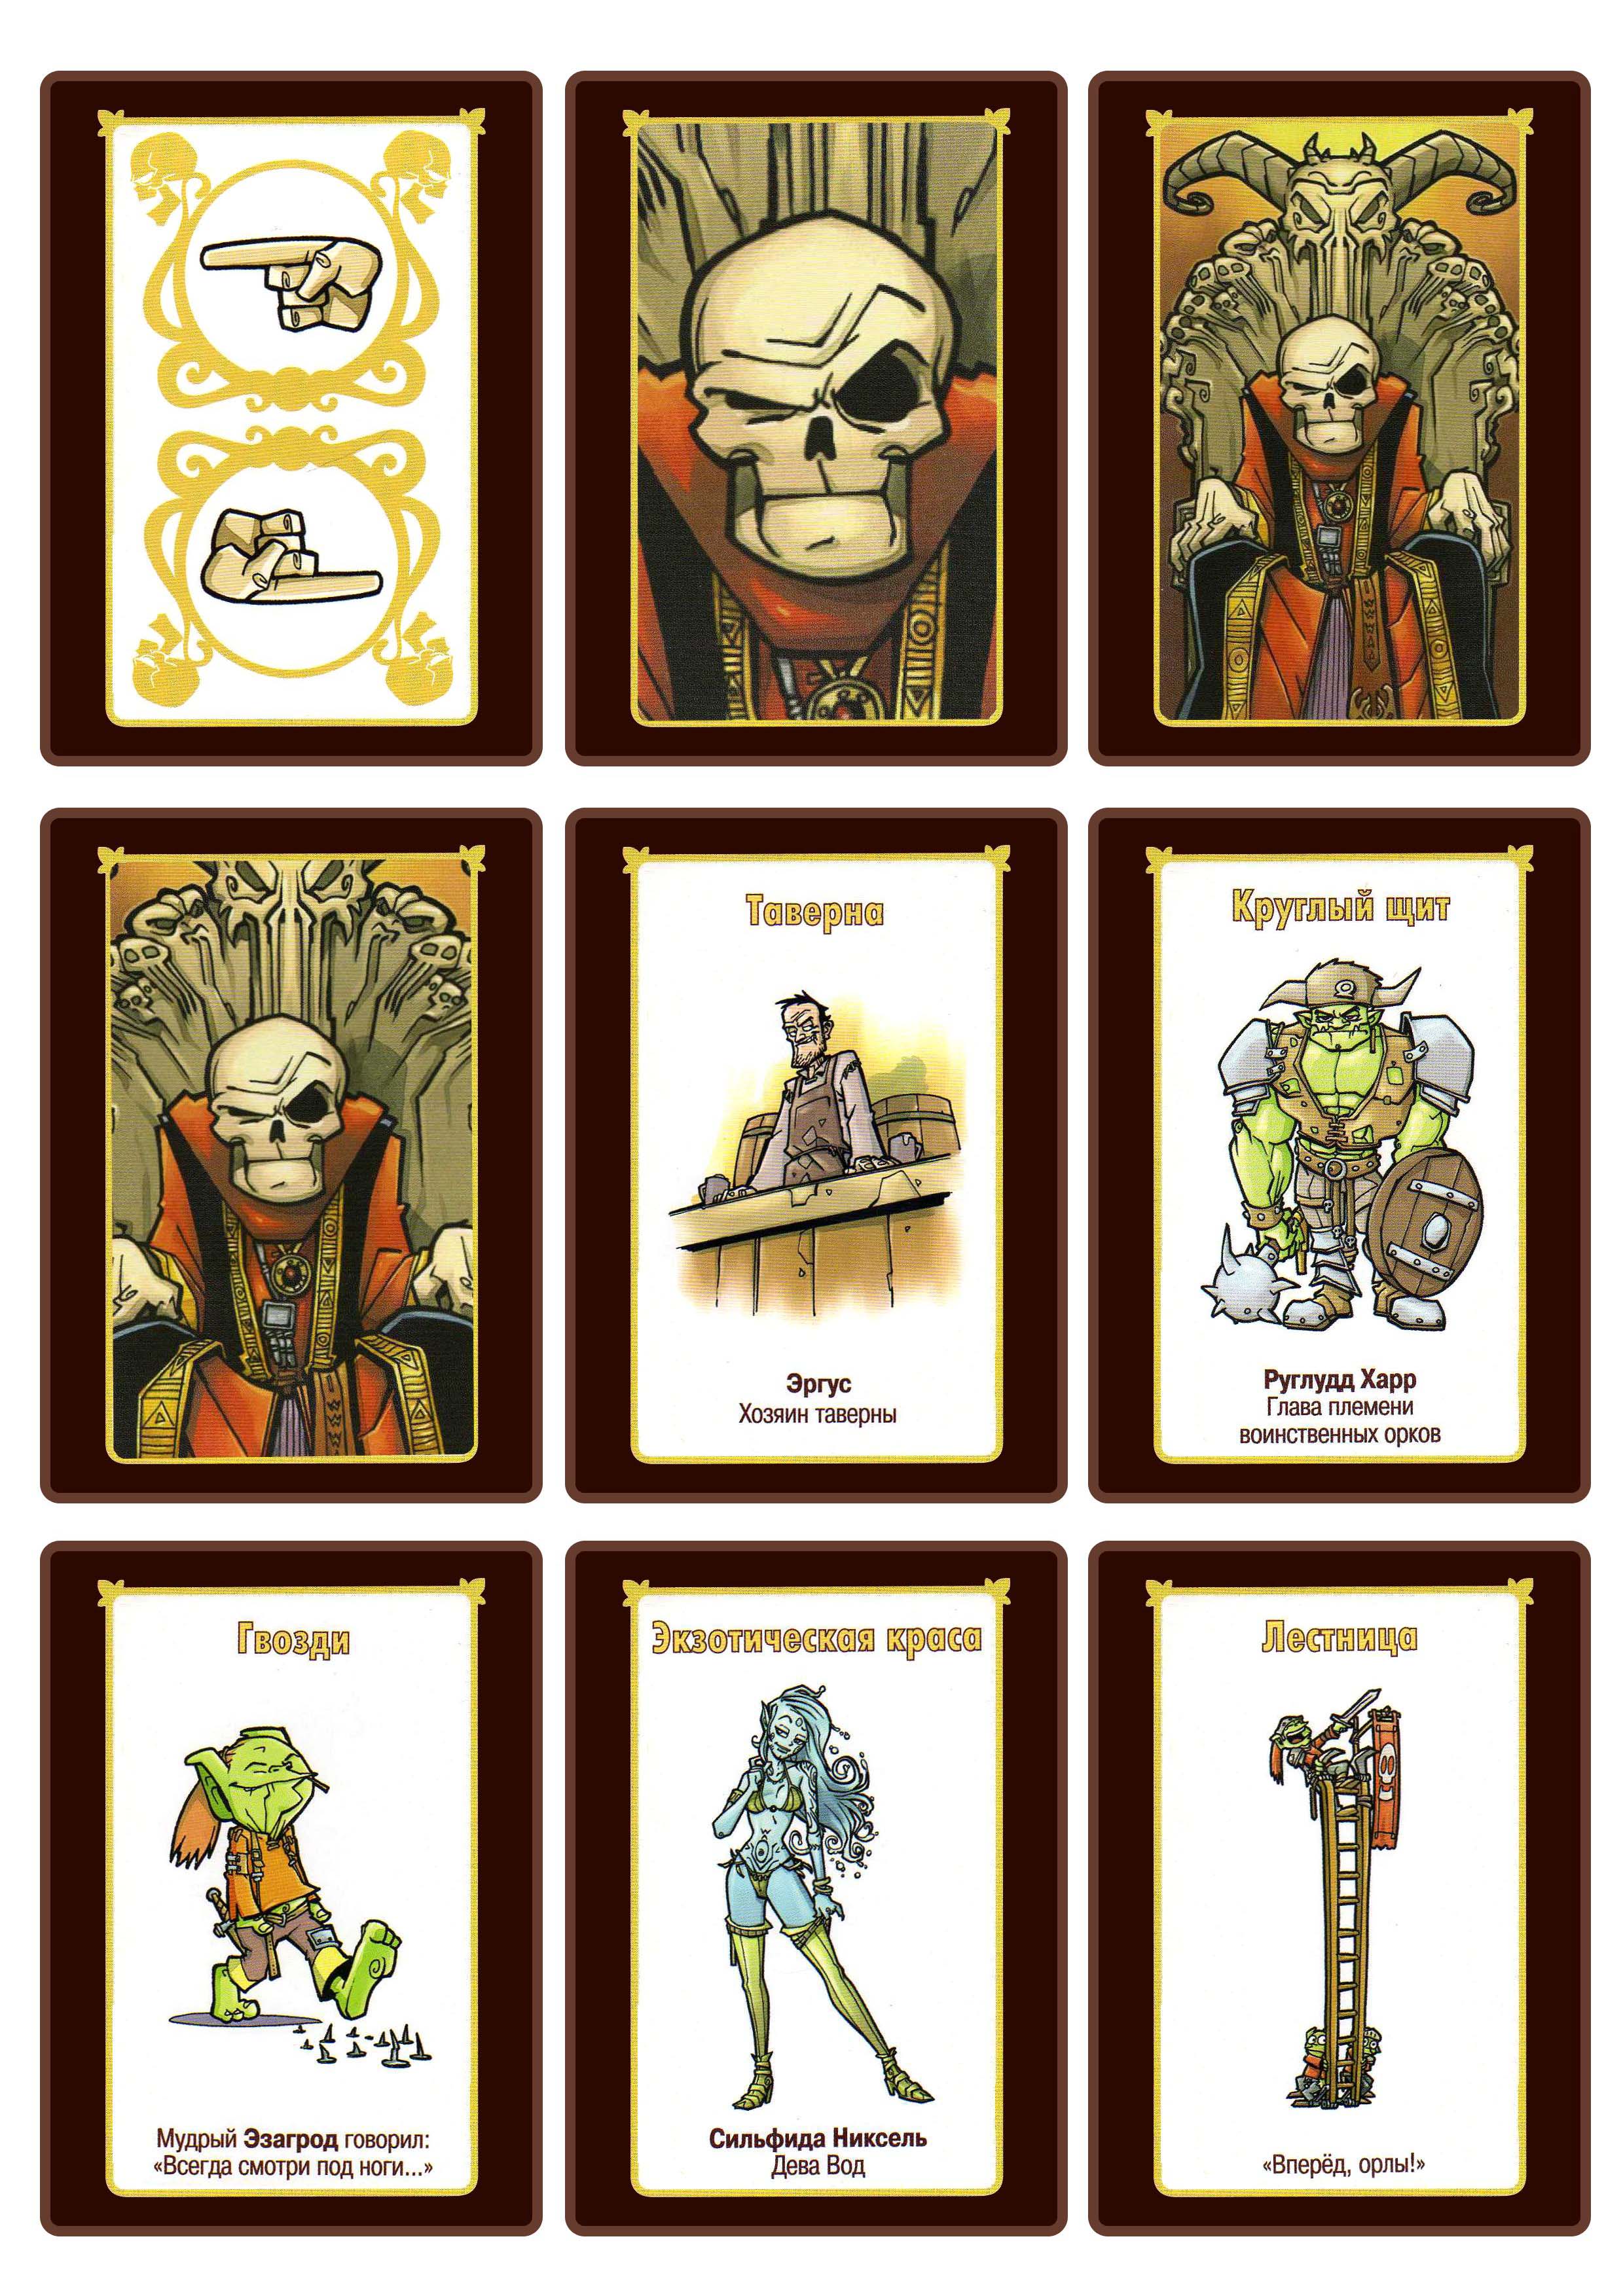 Таверна
Эргус
Хозяин таверны
Круглый щит
Руглудд Харр
Глава племени
воинственных орков
Гвозди
Мудрый Эзагрод говорил:
«Всегда смотри под ноги...»
Экзотическая краса
Сильфида Никсель
Дева Вод
Лестница
«Вперёд, орлы!»